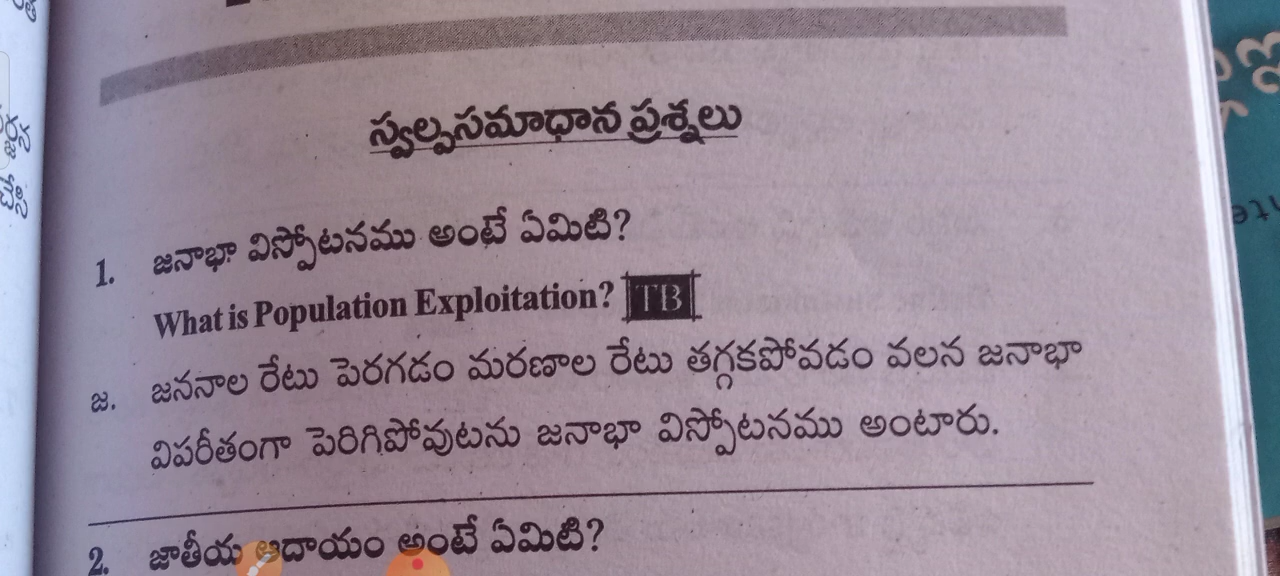 స్వల్పసమాధాన ప్రశ్నలు
1. జనాభా విస్పోటనము అంటే ఏమిటి?
What is Population Exploitation? TB
జ. జననాల రేటు పెరగడం మరణాల రేటు తగ్గకపోవడం వలన జనాభా
విపరీతంగా పెరిగిపోవుటను జనాభా విస్పోటనము అంటారు.
2. జాతీయ ఆదాయం అంటే ఏమిటి?